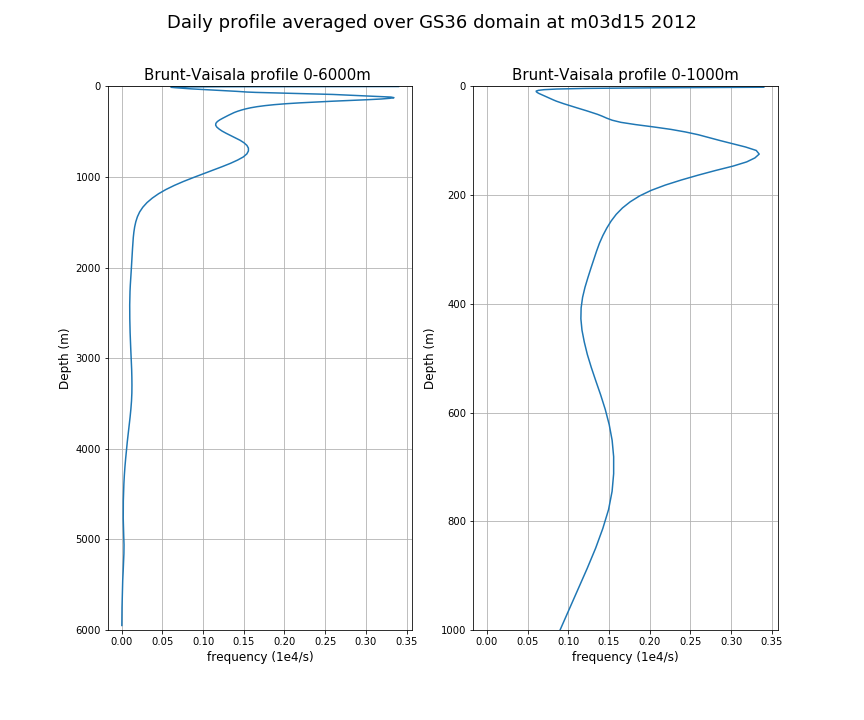 Daily profile averaged over GS36 domain at m03d15 2012
Brunt-Vaisala profile 0-6000m
0
1000
2000
3000
4000
5000
6000
Depth (m)
0.00 0.05 0.10 0.15 0.20 0.25 0.30 0.35
frequency (1e4/s)
Brunt-Vaisala profile 0-1000m
0
200
400
600
800
1000
Depth (m)
0.00 0.05 0.10 0.15 0.20 0.25 0.30 0.35
frequency (1e4/s)